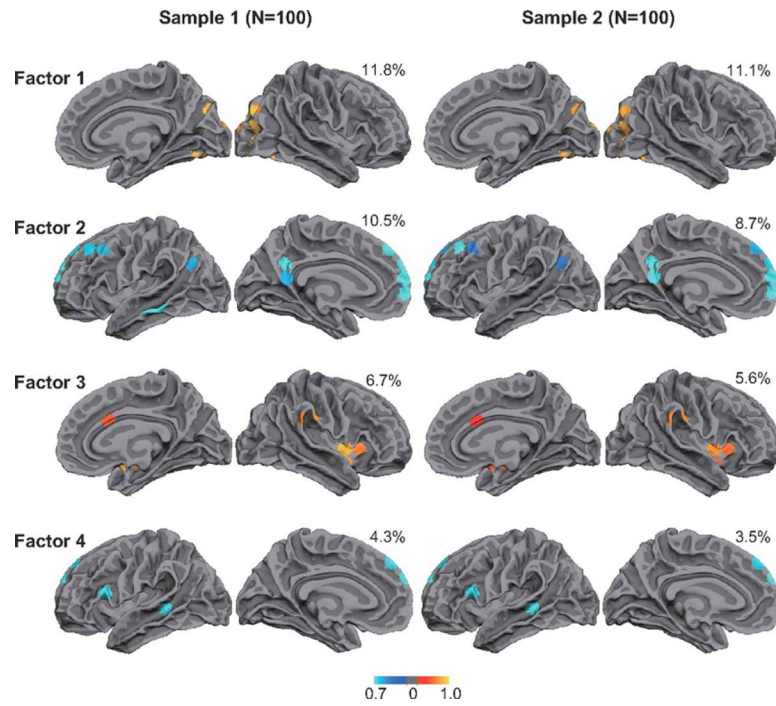 Sample 1 (N=100) Sample 2 (N=100)
Factor 1 11.8% 11.1%
Factor 2 10.5% 8.7%
Factor 3 6.7% 5.6%
Factor 4 4.3% 3.5%
0.7 0 1.0